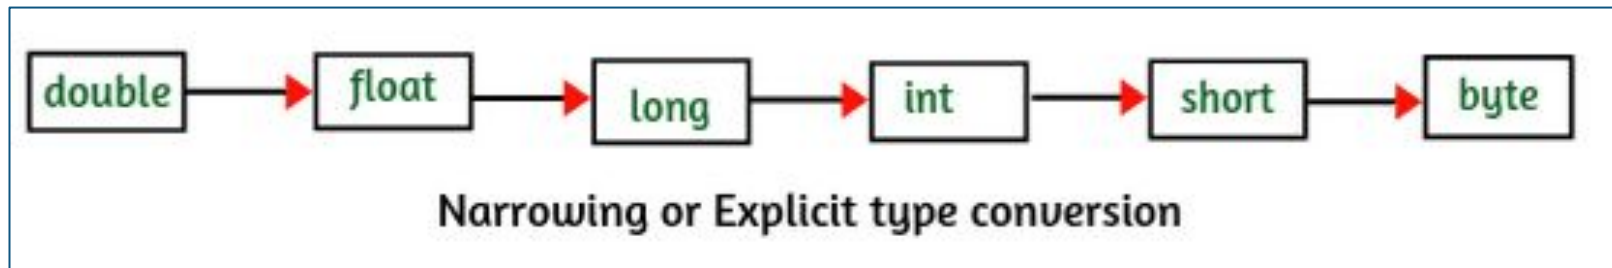 double float long int short byte
Narrowing or Explicit type conversion